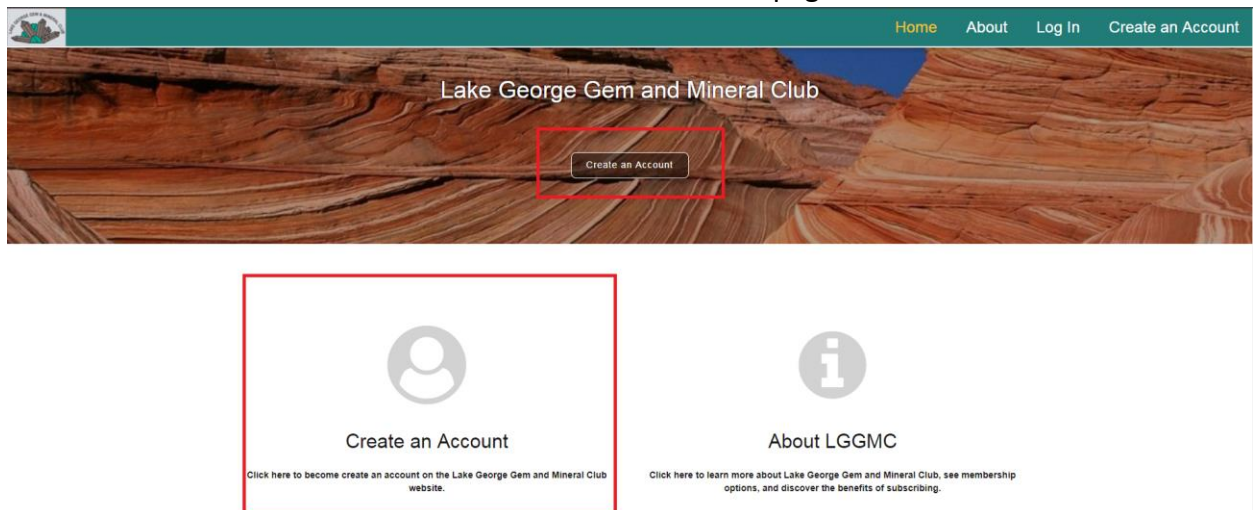 Home About Log In Create an Account
Lake George Gem and Mineral Club
Create an Account
Create an Account
Click here to become create an account on the Lake George Gem and Mineral Club
website.
About LGGMC
Click here to learn more about Lake George Gem and Mineral Club, see membership
options, and discover the benefits of subscribing.